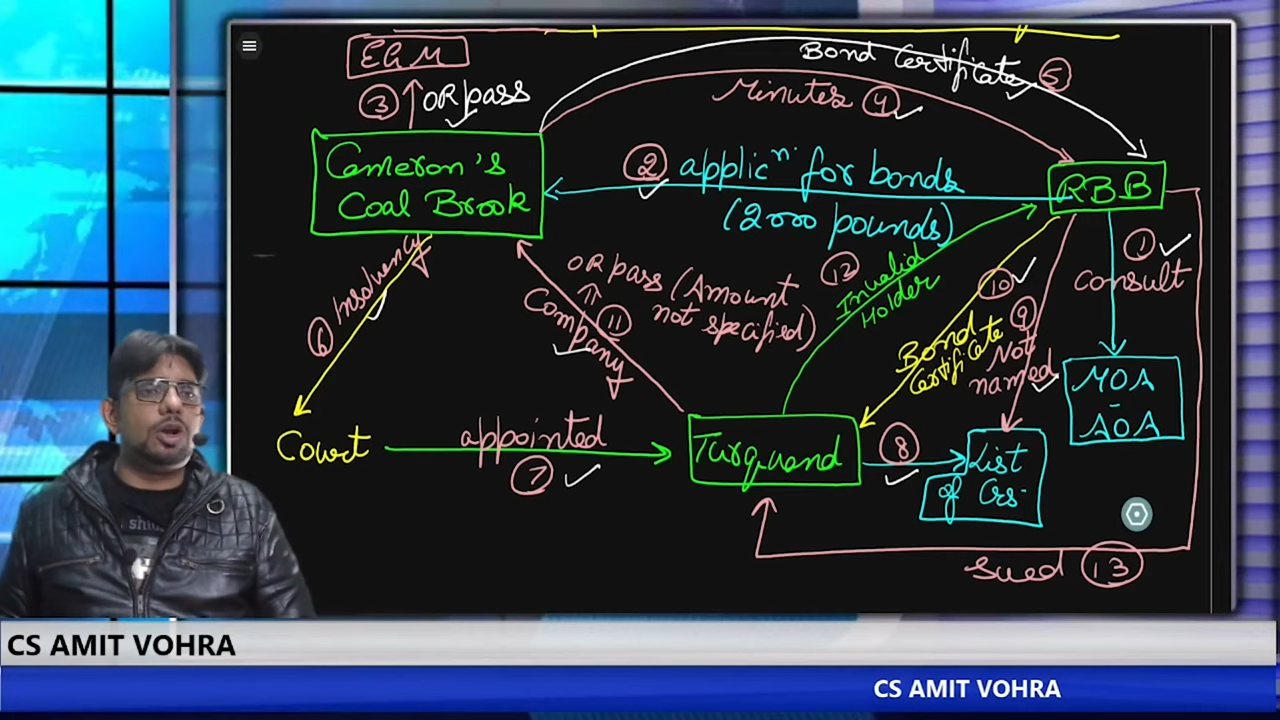 EGM
③ OR pass
Bond Certificate ⑤
Minutes ④
Cameron's
Coal Brook
② applicⁿ for bonds
(2000 pounds)
RBB
① consult
MOA
-
AOA
⑥ Insolvency
OR pass (Amount
not specified)
Company
⑪
⑫
Invalid
Holder
⑩
Bond
Certificate
⑨
Not
named
Court
appointed
⑦
Turquand
⑧
List
of Crs.
sued ⑬
CS AMIT VOHRA
CS AMIT VOHRA